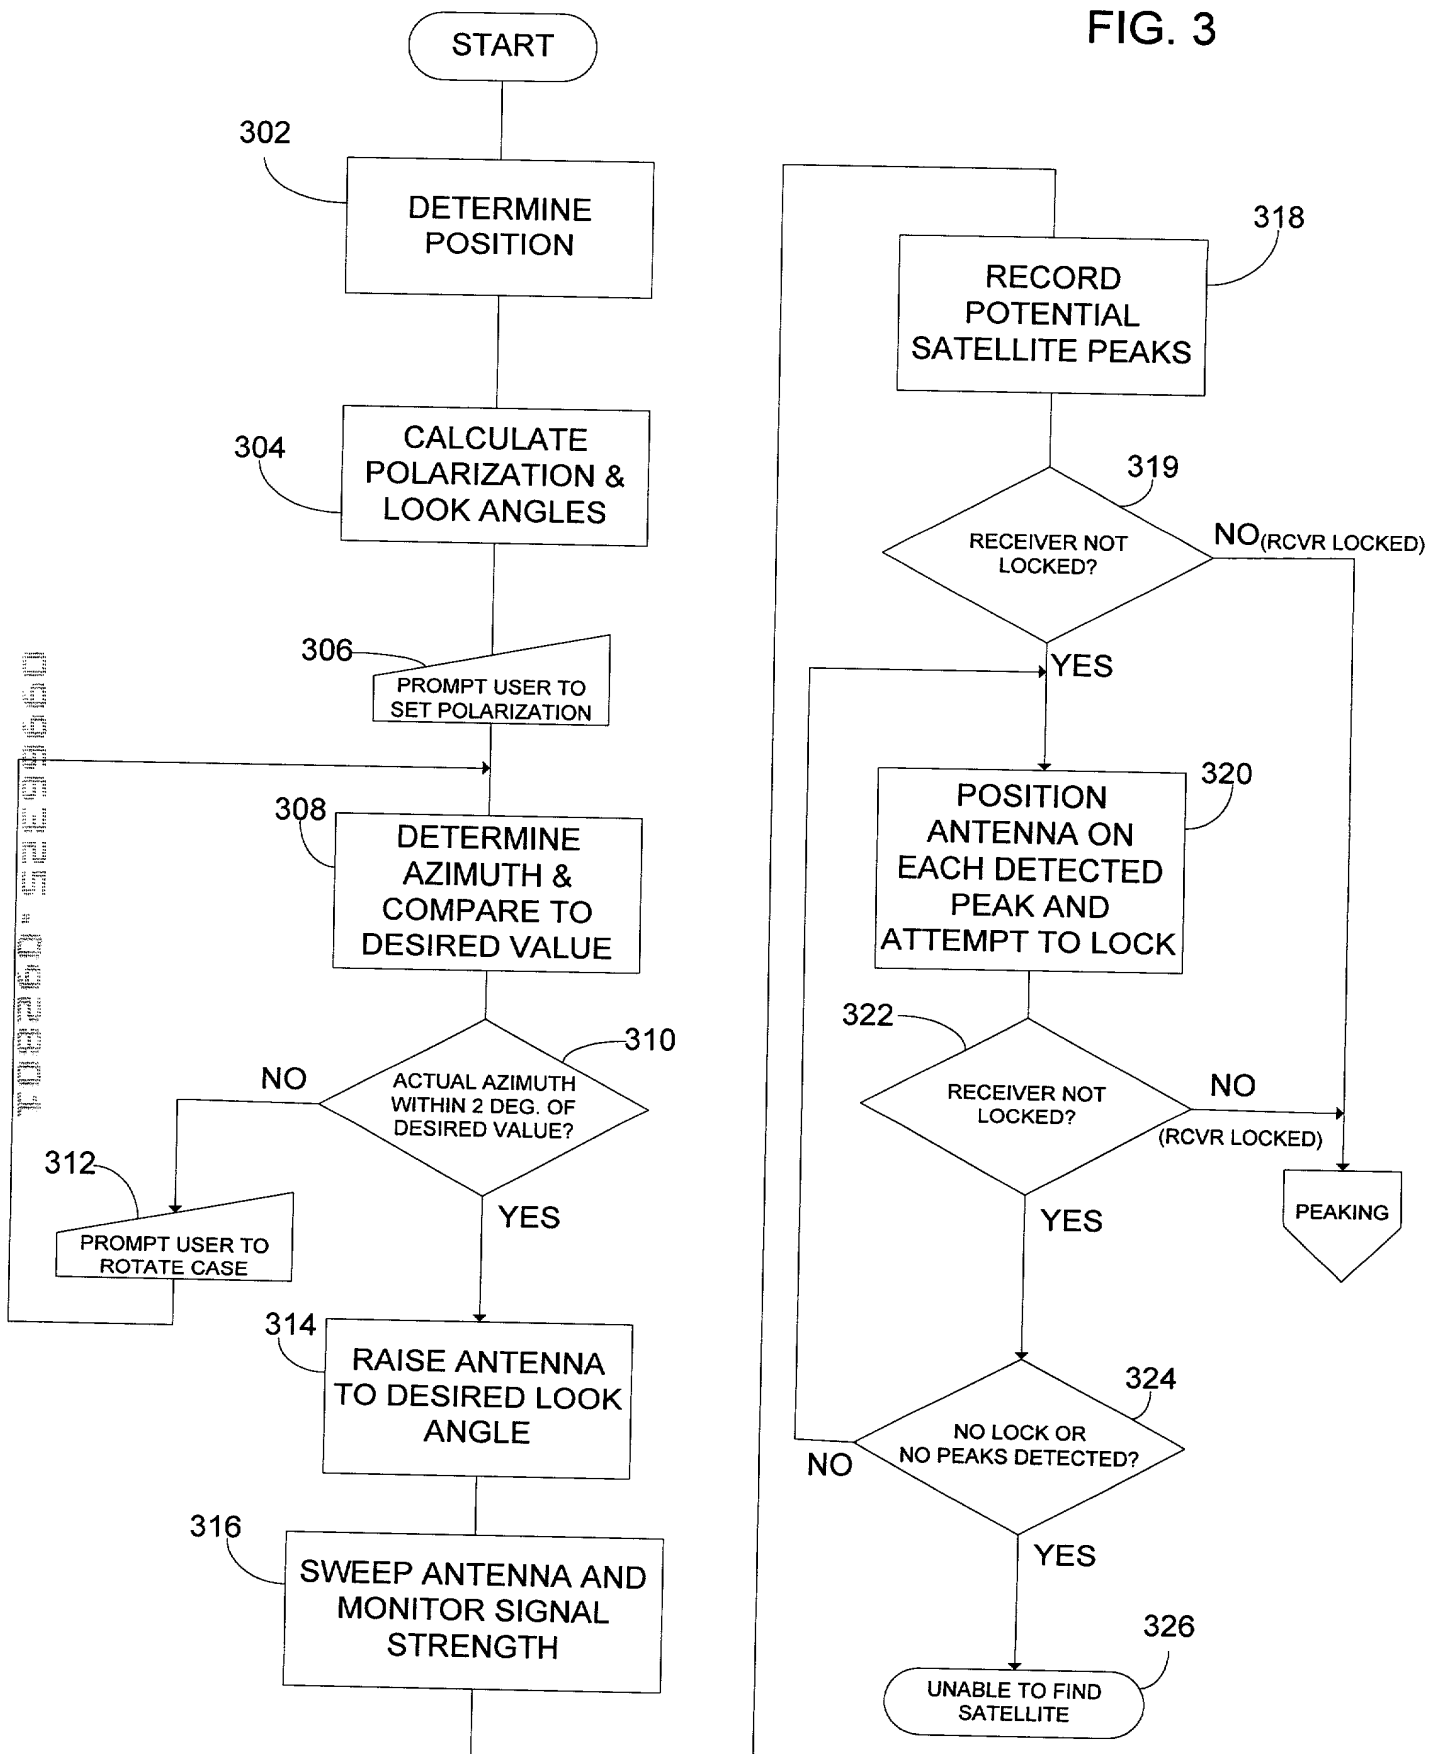 FIG. 3
START
302
DETERMINE
POSITION
304
CALCULATE
POLARIZATION &
LOOK ANGLES
306
PROMPT USER TO
SET POLARIZATION
308
DETERMINE
AZIMUTH &
COMPARE TO
DESIRED VALUE
310
ACTUAL AZIMUTH
WITHIN 2 DEG. OF
DESIRED VALUE?
NO
312
PROMPT USER TO
ROTATE CASE
YES
314
RAISE ANTENNA
TO DESIRED LOOK
ANGLE
316
SWEEP ANTENNA AND
MONITOR SIGNAL
STRENGTH
318
RECORD
POTENTIAL
SATELLITE PEAKS
319
RECEIVER NOT
LOCKED?
NO (RCVR LOCKED)
YES
320
POSITION
ANTENNA ON
EACH DETECTED
PEAK AND
ATTEMPT TO LOCK
322
RECEIVER NOT
LOCKED?
NO
(RCVR LOCKED)
PEAKING
YES
324
NO LOCK OR
NO PEAKS DETECTED?
NO
YES
326
UNABLE TO FIND
SATELLITE